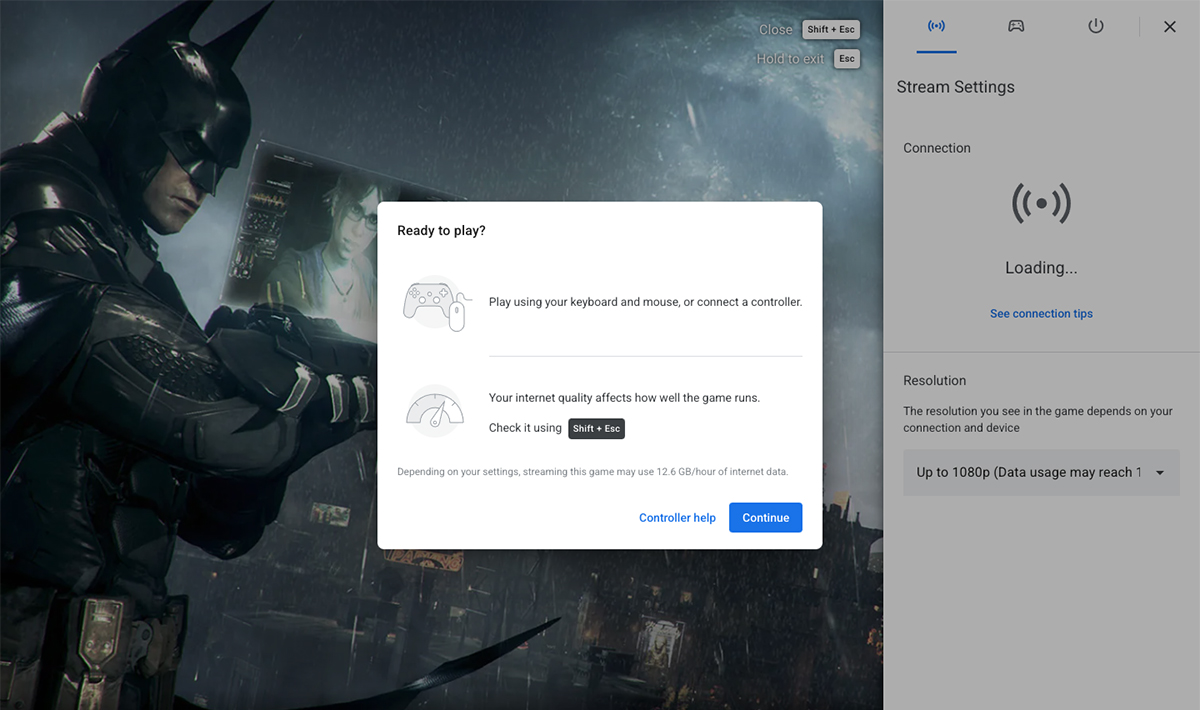 Close Shift + Esc
Hold to exit Esc
Stream Settings
Connection
Loading...
See connection tips
Resolution
The resolution you see in the game depends on your
connection and device
Up to 1080p (Data usage may reach 1
Ready to play?
Play using your keyboard and mouse, or connect a controller.
Your internet quality affects how well the game runs.
Check it using Shift + Esc
Depending on your settings, streaming this game may use 12.6 GB/hour of internet data.
Controller help
Continue